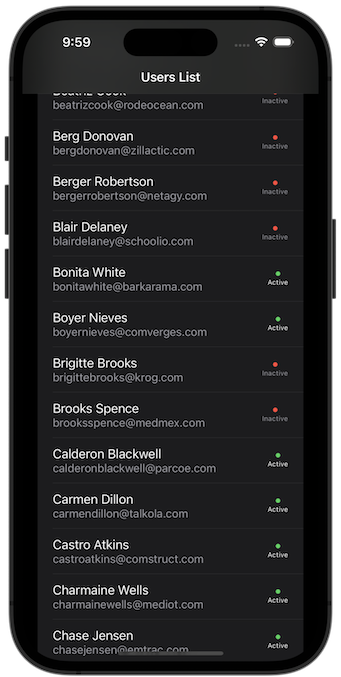 9:59
Users List
Beatriz Cook
beatrizcook@rodeocean.com
Inactive
Berg Donovan
bergdonovan@zillactic.com
Inactive
Berger Robertson
bergerrobertson@netagy.com
Inactive
Blair Delaney
blairdelaney@schoolio.com
Inactive
Bonita White
bonitawhite@barkarama.com
Active
Boyer Nieves
boyernieves@comverges.com
Active
Brigitte Brooks
brigittebrooks@krog.com
Inactive
Brooks Spence
brooksspence@medmex.com
Inactive
Calderon Blackwell
calderonblackwell@parcoe.com
Active
Carmen Dillon
carmendillon@talkola.com
Active
Castro Atkins
castroatkins@comstruct.com
Active
Charmaine Wells
charmainewells@mediot.com
Active
Chase Jensen
chasejensen@emtrac.com
Active